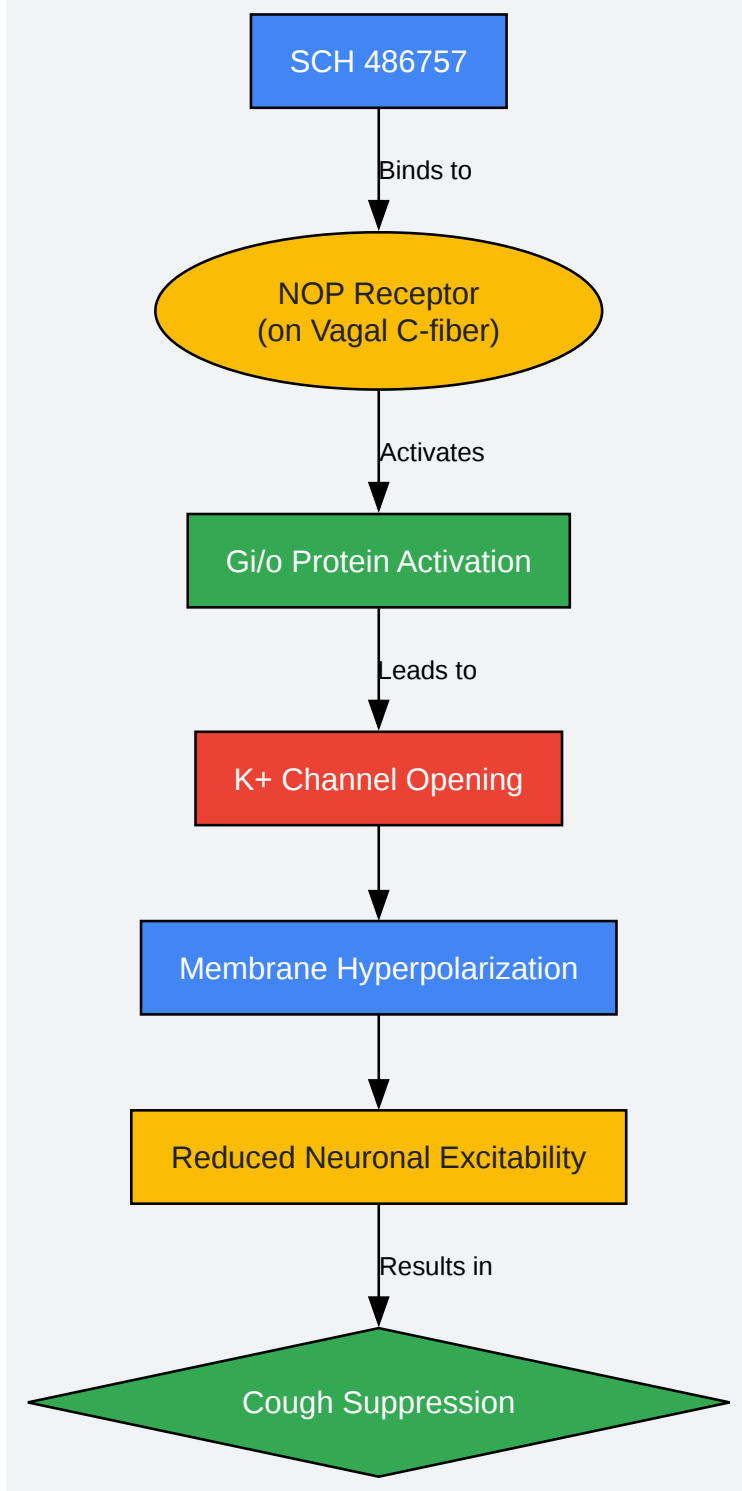 SCH 486757
Binds to
NOP Receptor
(on Vagal C-fiber)
Activates
Gi/o Protein Activation
Leads to
K+ Channel Opening
Membrane Hyperpolarization
Reduced Neuronal Excitability
Results in
Cough Suppression